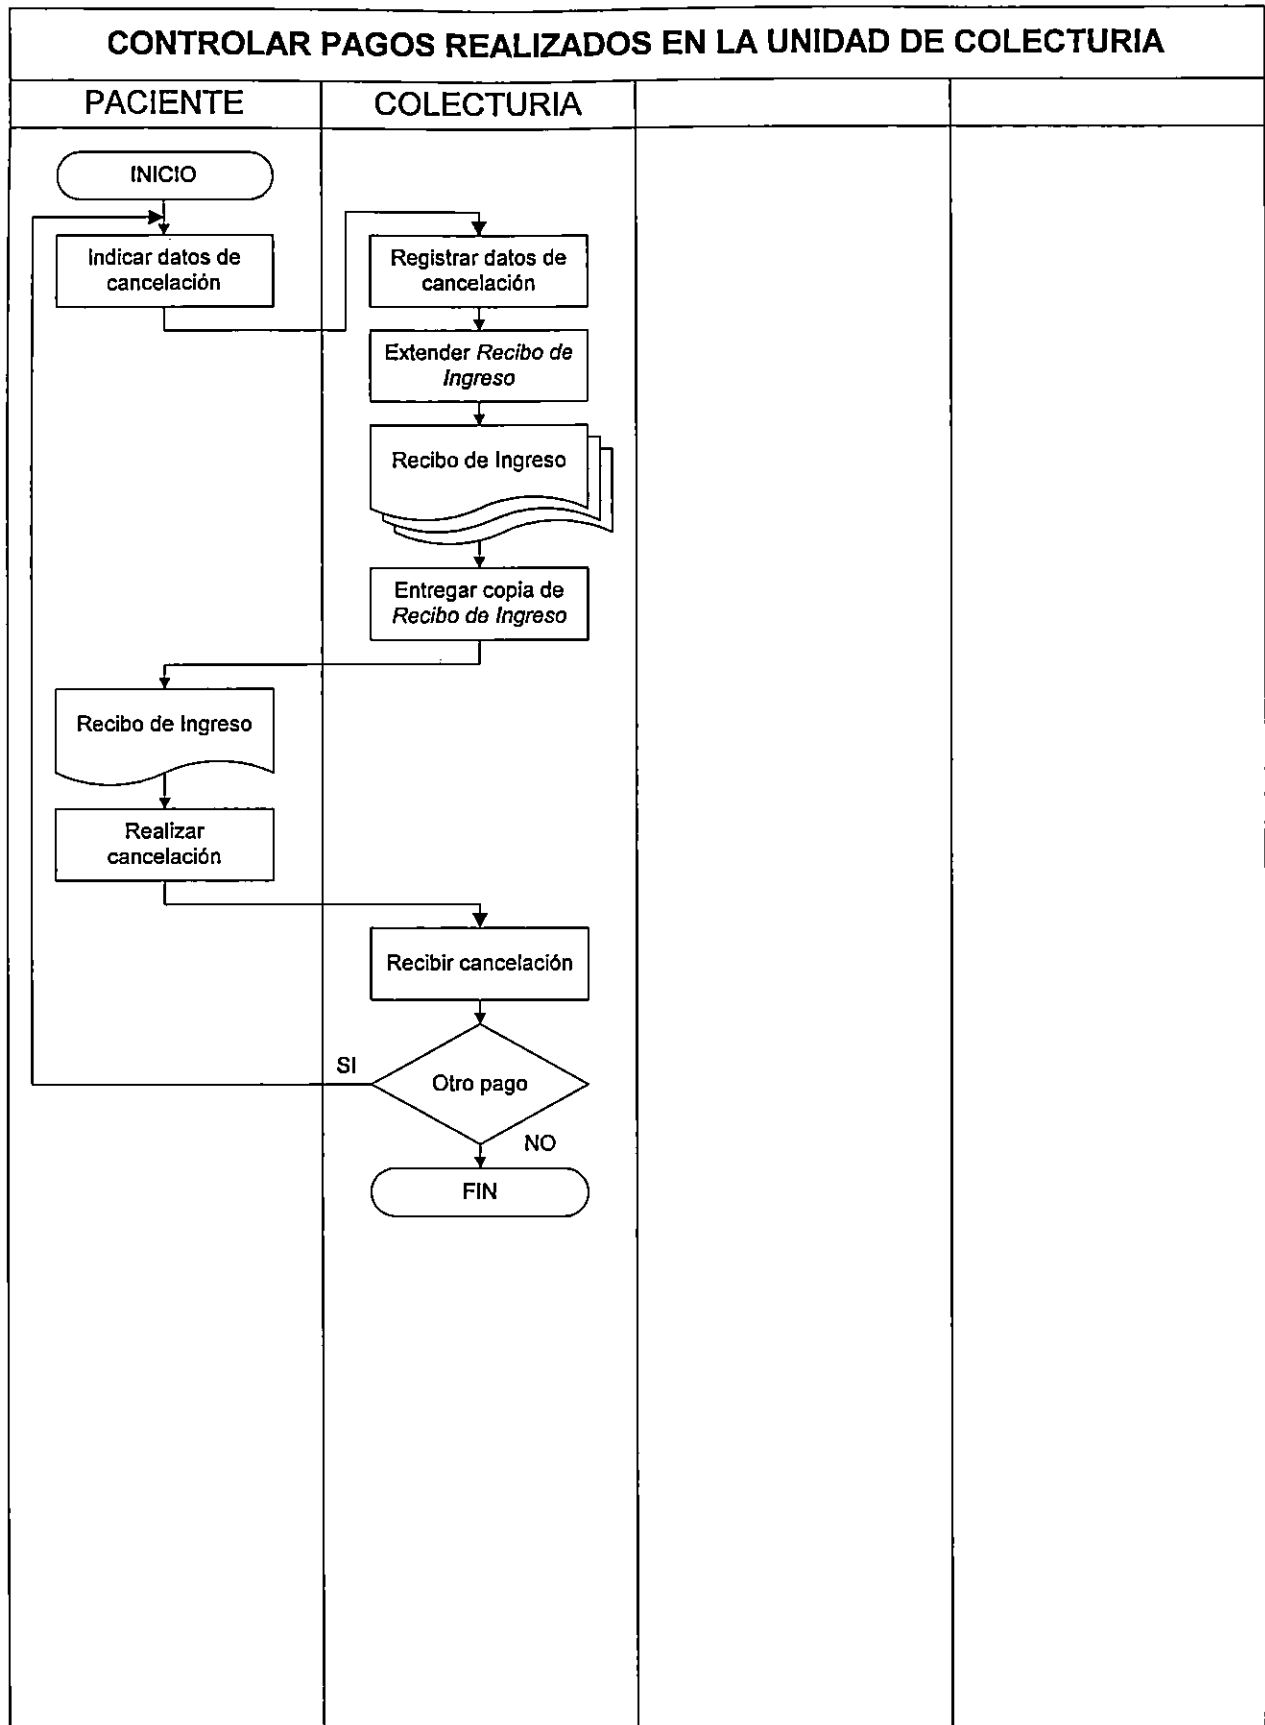 CONTROLAR PAGOS REALIZADOS EN LA UNIDAD DE COLECTURIA
PACIENTE
COLECTURIA
INICIO
Indicar datos de
cancelación
Registrar datos de
cancelación
Extender Recibo de
Ingreso
Recibo de Ingreso
Entregar copia de
Recibo de Ingreso
Recibo de Ingreso
Realizar
cancelación
Recibir cancelación
SI
Otro pago
NO
FIN